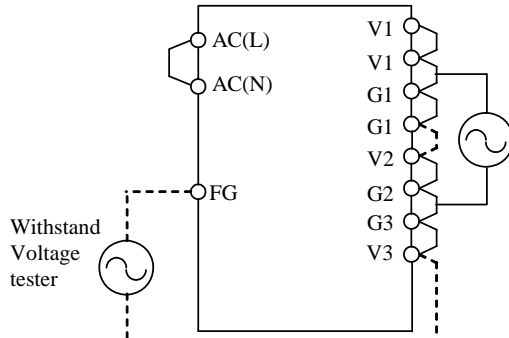 AC(L)
AC(N)
FG
Withstand
Voltage
tester
V1
V1
G1
G1
V2
G2
G3
V3